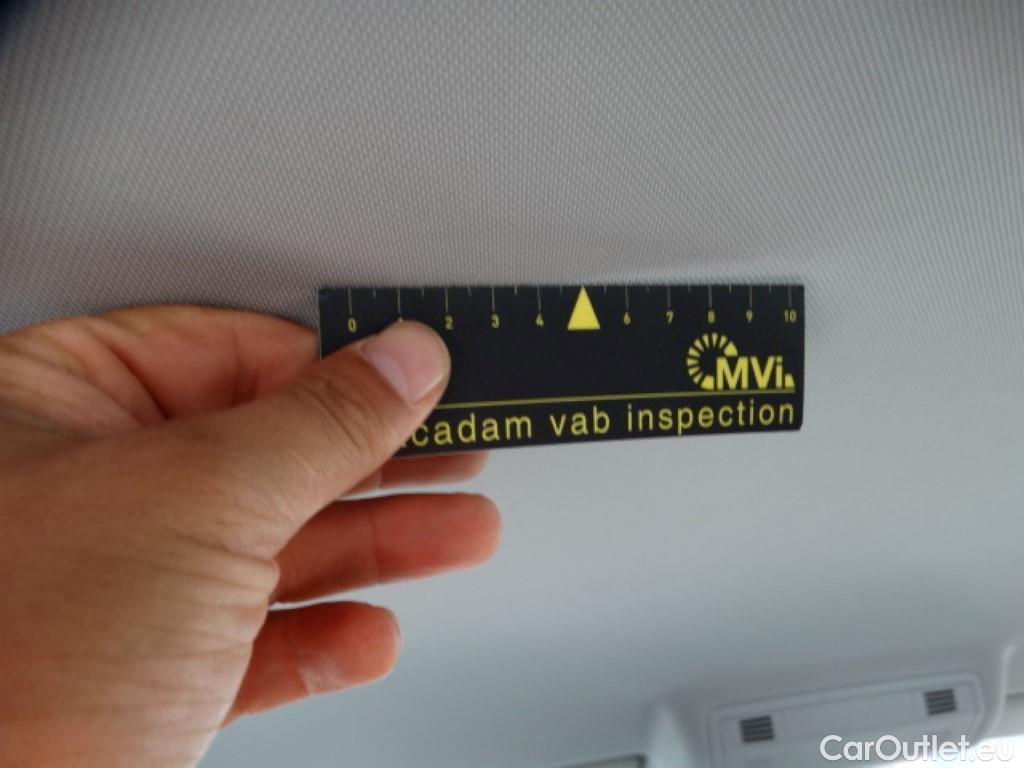 0 1 2 3 4 6 7 8 9 10
MVi.
cadam vab inspection
CarOutlet.eu